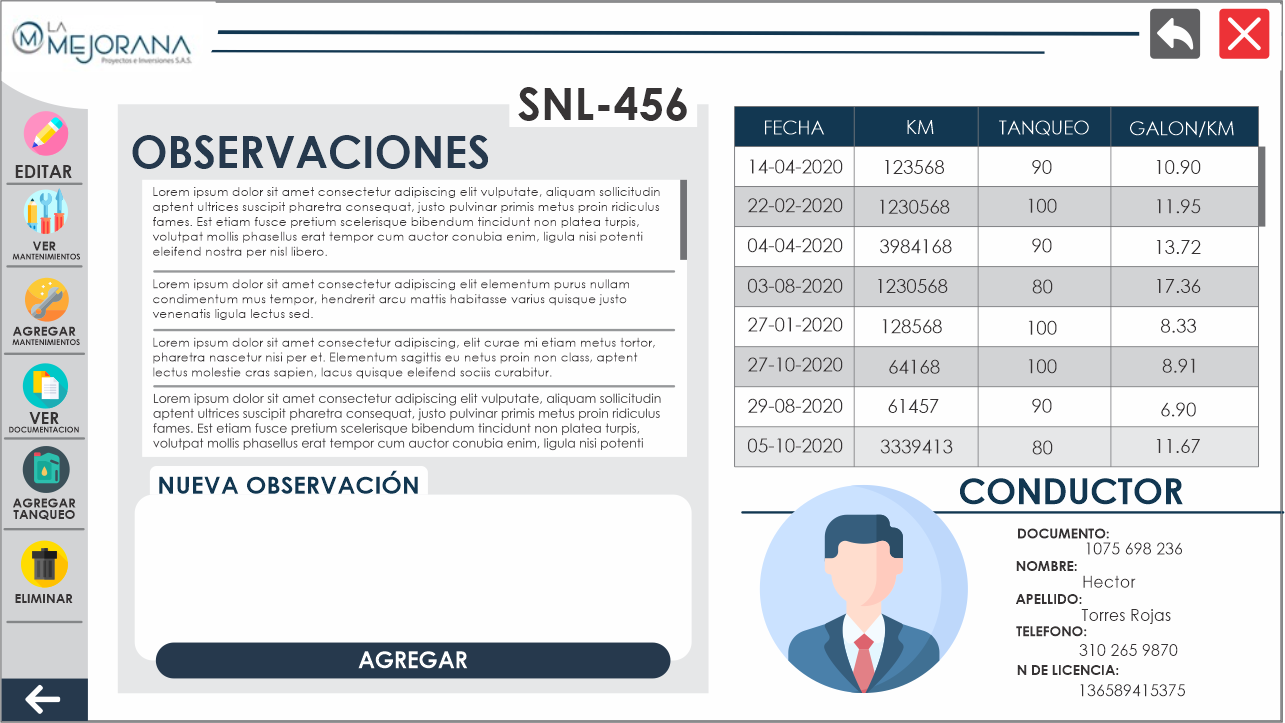 LA
MEJORANA
Proyectos e Inversiones S.A.S.
EDITAR
VER
MANTENIMIENTOS
AGREGAR
MANTENIMIENTOS
VER
DOCUMENTACION
AGREGAR
TANQUEO
ELIMINAR
SNL-456
OBSERVACIONES
Lorem ipsum dolor sit amet consectetur adipiscing elit vulputate, aliquam sollicitudin
aptent ultrices suscipit pharetra consequat, justo pulvinar primis metus proin ridiculus
fames. Est etiam fusce pretium scelerisque bibendum tincidunt non platea turpis,
volutpat mollis phasellus erat tempor cum auctor conubia enim, ligula nisi potenti
eleifend nostra per nisl libero.
Lorem ipsum dolor sit amet consectetur adipiscing elit elementum purus nullam
condimentum mus tempor, hendrerit arcu mattis habitasse varius quisque justo
venenatis ligula lectus sed.
Lorem ipsum dolor sit amet consectetur adipiscing, elit curae mi etiam metus tortor,
pharetra nascetur nisi per et. Elementum sagittis eu netus proin non class, aptent
lectus molestie cras sapien, lacus quisque eleifend sociis curabitur.
Lorem ipsum dolor sit amet consectetur adipiscing elit vulputate, aliquam sollicitudin
aptent ultrices suscipit pharetra consequat, justo pulvinar primis metus proin ridiculus
fames. Est etiam fusce pretium scelerisque bibendum tincidunt non platea turpis,
volutpat mollis phasellus erat tempor cum auctor conubia enim, ligula nisi potenti
NUEVA OBSERVACIÓN
AGREGAR
FECHA KM TANQUEO GALON/KM
14-04-2020 123568 90 10.90
22-02-2020 1230568 100 11.95
04-04-2020 3984168 90 13.72
03-08-2020 1230568 80 17.36
27-01-2020 128568 100 8.33
27-10-2020 64168 100 8.91
29-08-2020 61457 90 6.90
05-10-2020 3339413 80 11.67
CONDUCTOR
DOCUMENTO:
1075 698 236
NOMBRE:
Hector
APELLIDO:
Torres Rojas
TELEFONO:
310 265 9870
N DE LICENCIA:
136589415375